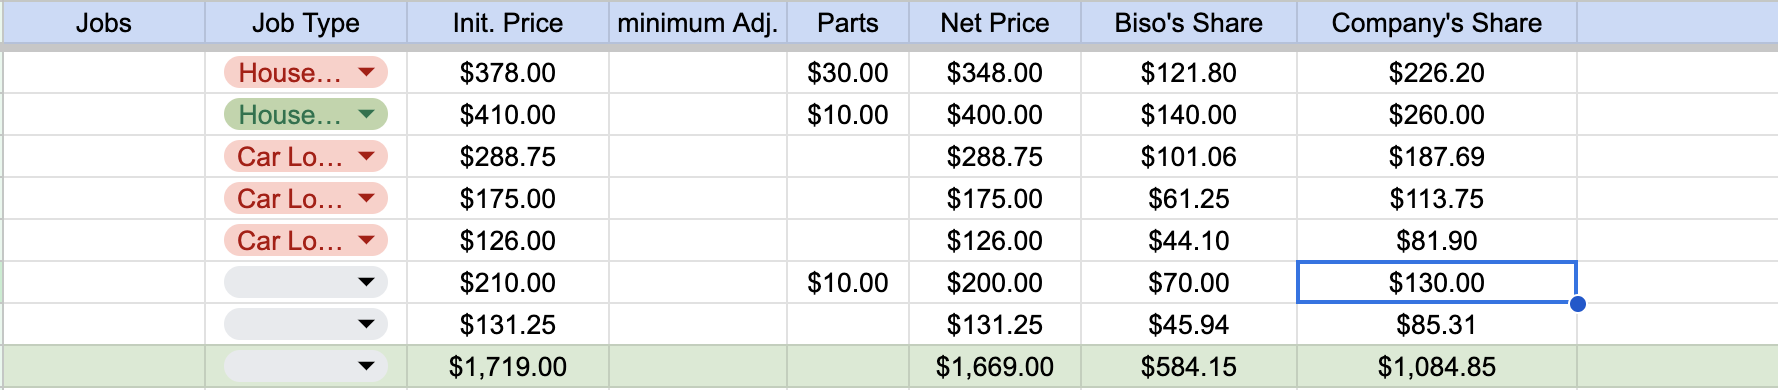 Jobs Job Type Init. Price minimum Adj. Parts Net Price Biso's Share Company's Share
House... $378.00 $30.00 $348.00 $121.80 $226.20
House... $410.00 $10.00 $400.00 $140.00 $260.00
Car Lo... $288.75 $288.75 $101.06 $187.69
Car Lo... $175.00 $175.00 $61.25 $113.75
Car Lo... $126.00 $126.00 $44.10 $81.90
$210.00 $10.00 $200.00 $70.00 $130.00
$131.25 $131.25 $45.94 $85.31
$1,719.00 $1,669.00 $584.15 $1,084.85